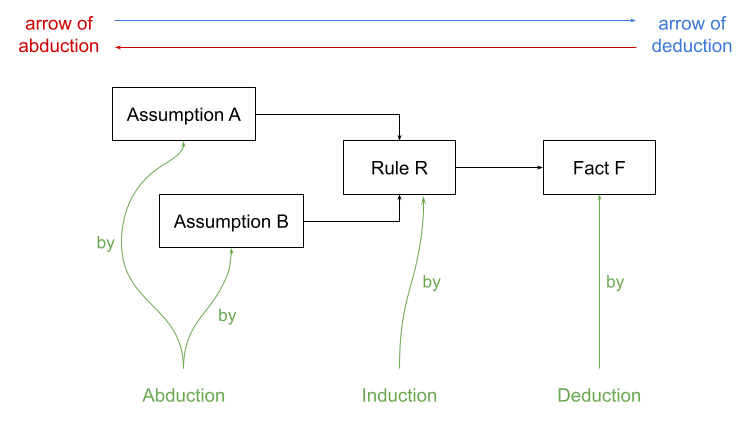 arrow of
abduction
arrow of
deduction
Assumption A
Rule R
Fact F
Assumption B
by
by
by
by
Abduction
Induction
Deduction